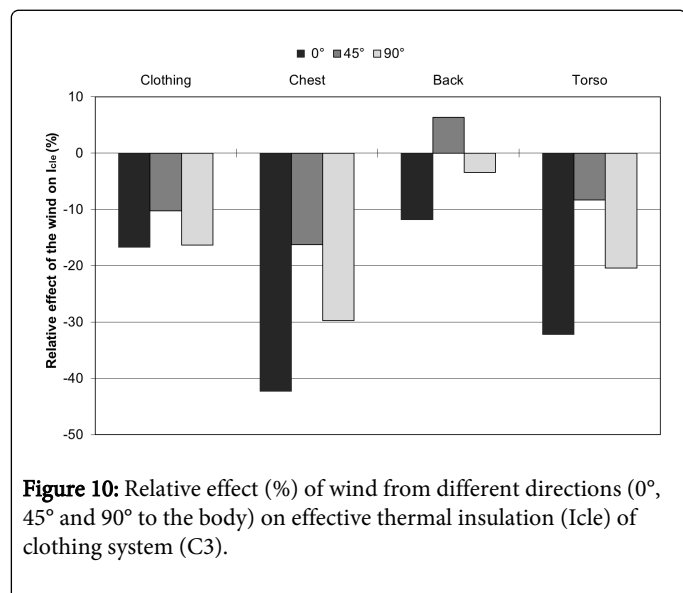 0° 45° 90°
Clothing Chest Back Torso
10
0
-10
-20
-30
-40
-50
Relative effect of the wind on Icle (%)
Figure 10: Relative effect (%) of wind from different directions (0°,
45° and 90° to the body) on effective thermal insulation (Icle) of
clothing system (C3).